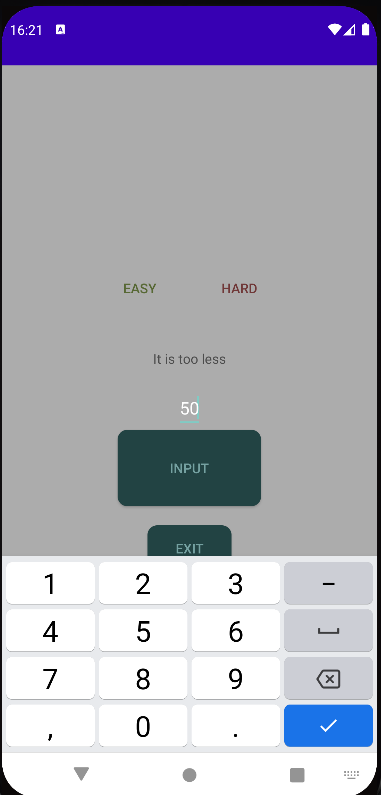 16:21 A
EASY HARD
It is too less
50
INPUT
EXIT
1 2 3 –
4 5 6
7 8 9
, 0 .